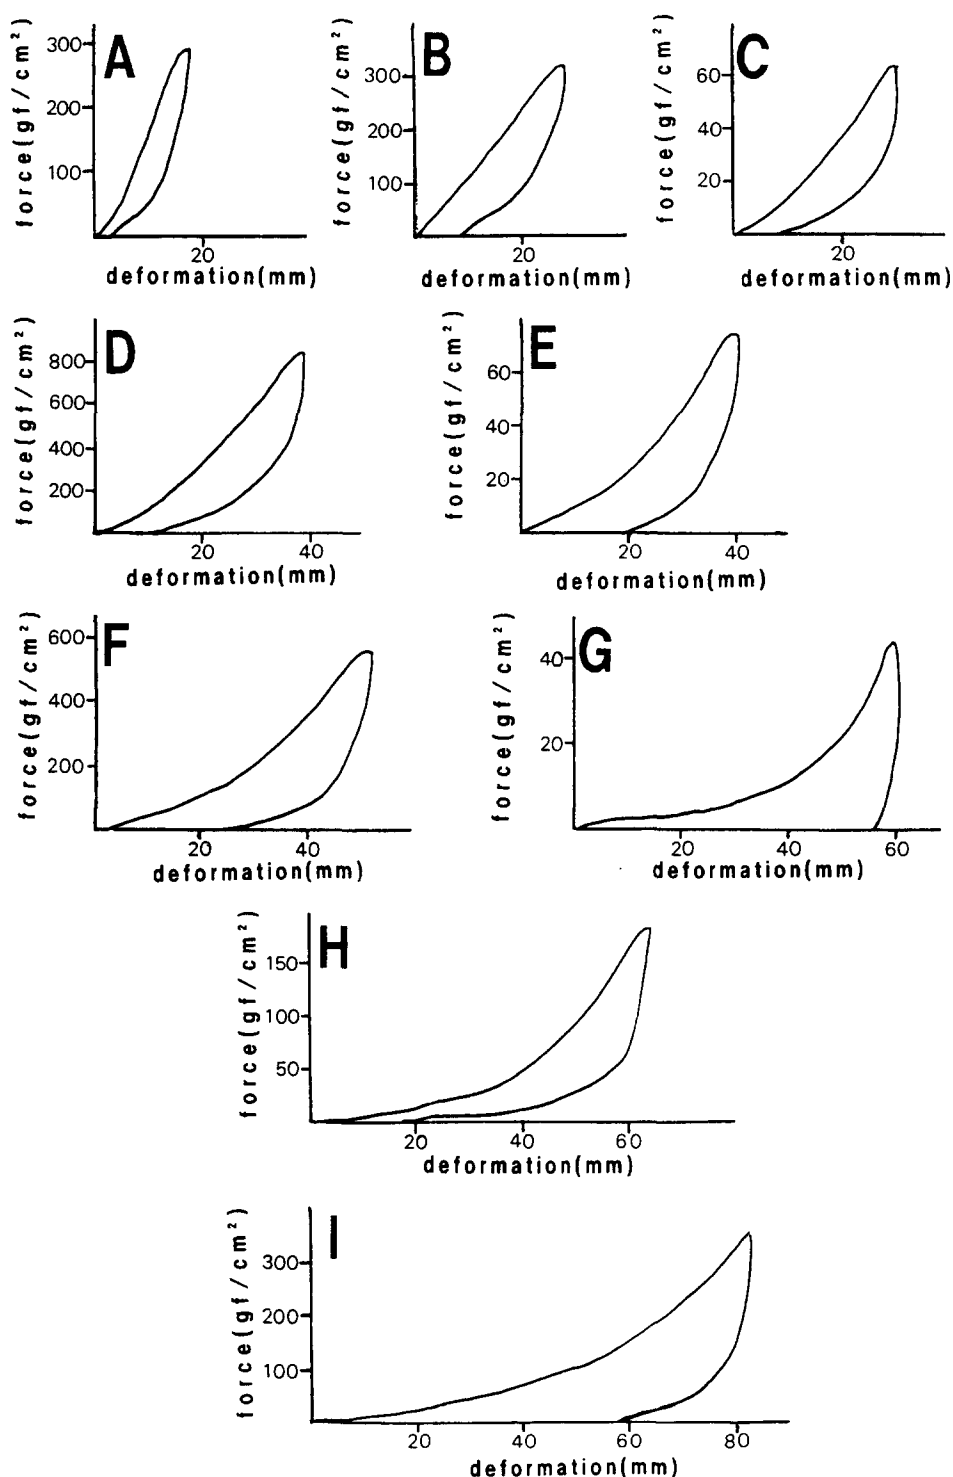 A
force(gf/cm²)
300
200
100
20
deformation(mm)
B
force(gf/cm²)
300
200
100
20
deformation(mm)
C
force(gf/cm²)
60
40
20
20
deformation(mm)
D
force(gf/cm²)
800
600
400
200
20 40
deformation(mm)
E
force(gf/cm²)
60
40
20
20 40
deformation(mm)
F
force(gf/cm²)
600
400
200
20 40
deformation(mm)
G
force(gf/cm²)
40
20
20 40 60
deformation(mm)
H
force(gf/cm²)
150
100
50
20 40 60
deformation(mm)
I
force(gf/cm²)
300
200
100
20 40 60 80
deformation(mm)